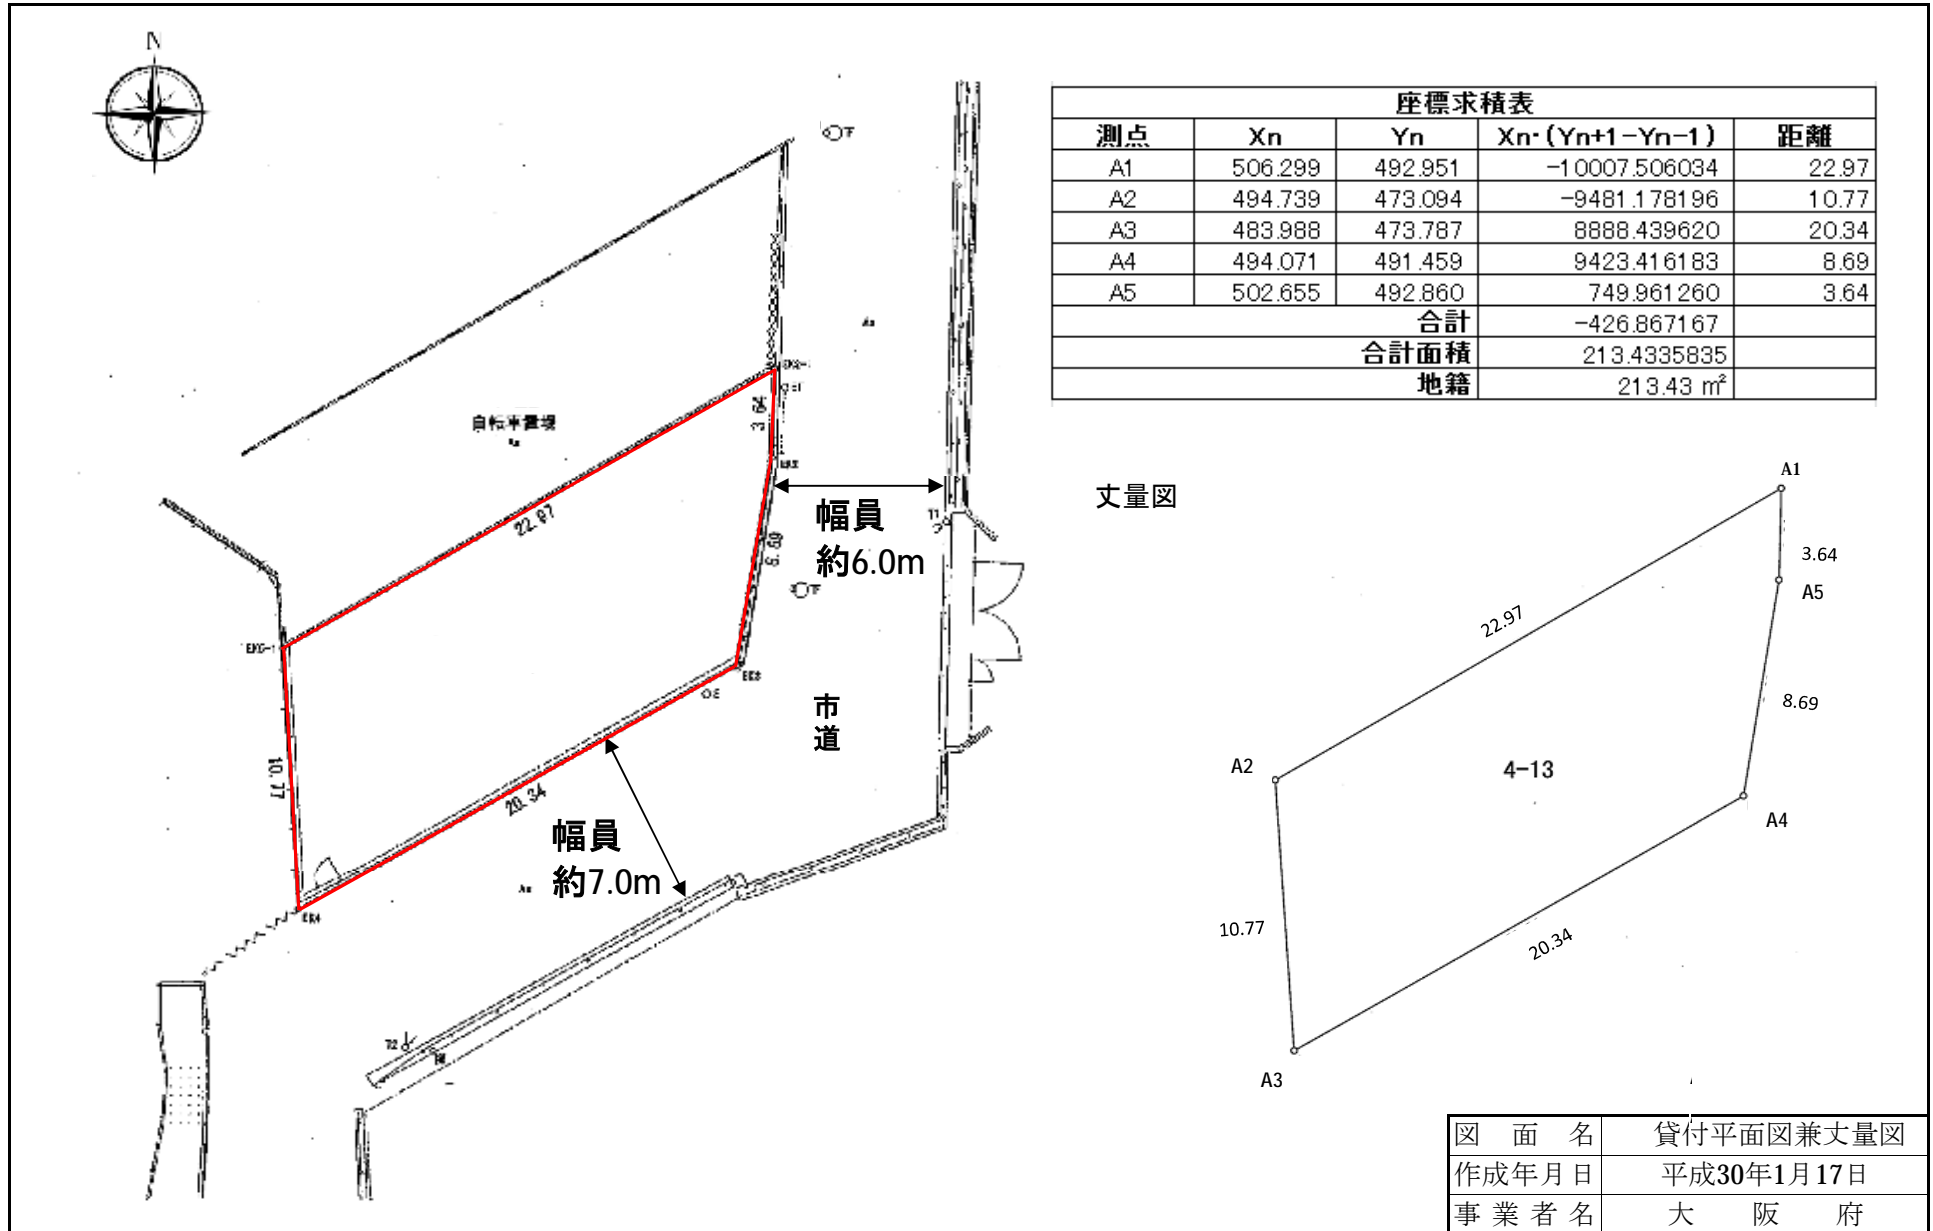 N
座標求積表
測点 Xn Yn Xn・(Yn+1-Yn-1) 距離
A1 506.299 492.951 -10007.506034 22.97
A2 494.739 473.094 -9481.178196 10.77
A3 483.988 473.787 8888.439620 20.34
A4 494.071 491.459 9423.416183 8.69
A5 502.655 492.860 749.961260 3.64
合計 -426.867167
合計面積 213.4335835
地籍 213.43 ㎡
自転車置場
3.64
22.97
8.69
幅員
約6.0m
T1
EK3
EK4
市
道
10.77
20.34
幅員
約7.0m
T2
丈量図
A1
3.64
A5
22.97
8.69
A2
4-13
A4
10.77
20.34
A3
図面名 貸付平面図兼丈量図
作成年月日 平成30年1月17日
事業者名 大阪府